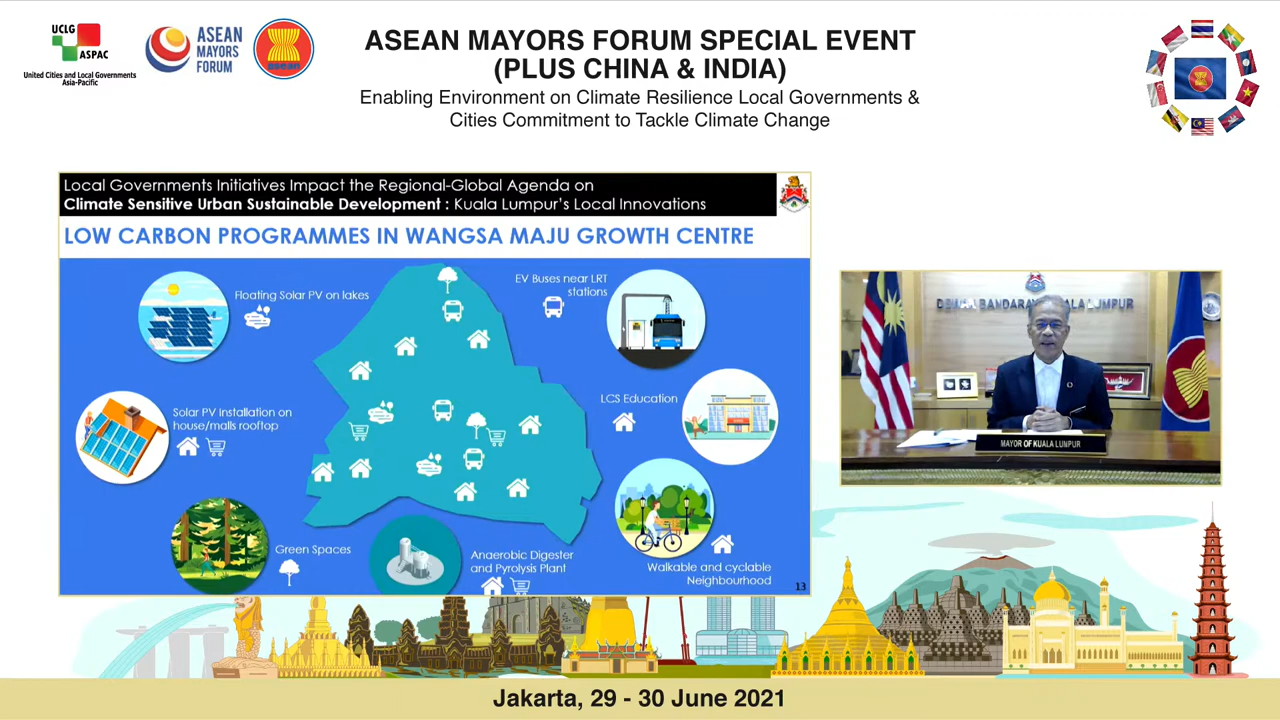 UCLG
ASPAC
United Cities and Local Governments
Asia-Pacific
ASEAN
MAYORS
FORUM
asean
ASEAN MAYORS FORUM SPECIAL EVENT
(PLUS CHINA & INDIA)
Enabling Environment on Climate Resilience Local Governments &
Cities Commitment to Tackle Climate Change
Local Governments Initiatives Impact the Regional-Global Agenda on
Climate Sensitive Urban Sustainable Development : Kuala Lumpur's Local Innovations
LOW CARBON PROGRAMMES IN WANGSA MAJU GROWTH CENTRE
Floating Solar PV on lakes
EV Buses near LRT
stations
Solar PV Installation on
house/malls rooftop
LCS Education
Green Spaces
Anaerobic Digester
and Pyrolysis Plant
Walkable and cyclable
Neighbourhood
13
DEWAN BANDARAYA KUALA LUMPUR
MAYOR OF KUALA LUMPUR
Jakarta, 29 - 30 June 2021